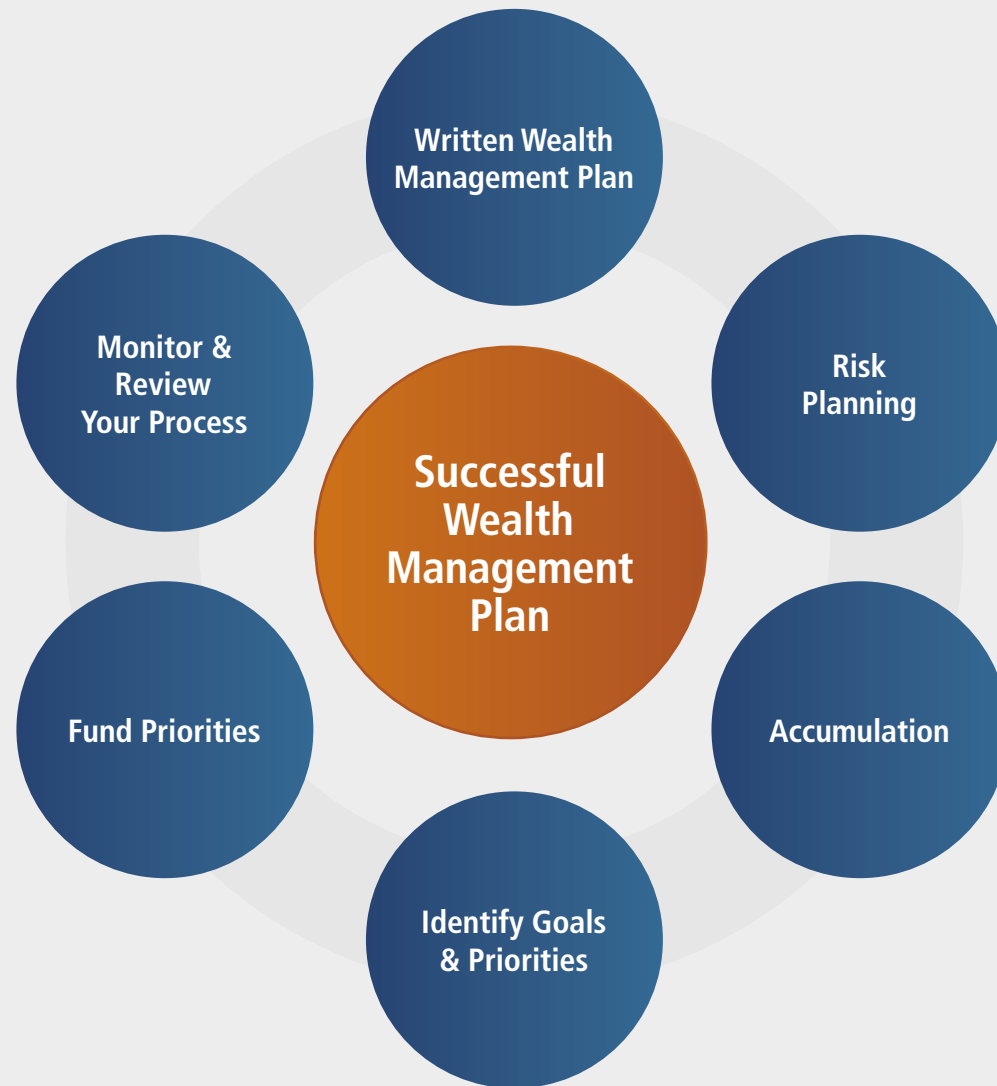 Written Wealth
Management Plan
Risk
Planning
Accumulation
Identify Goals
& Priorities
Fund Priorities
Monitor &
Review
Your Process
Successful
Wealth
Management
Plan